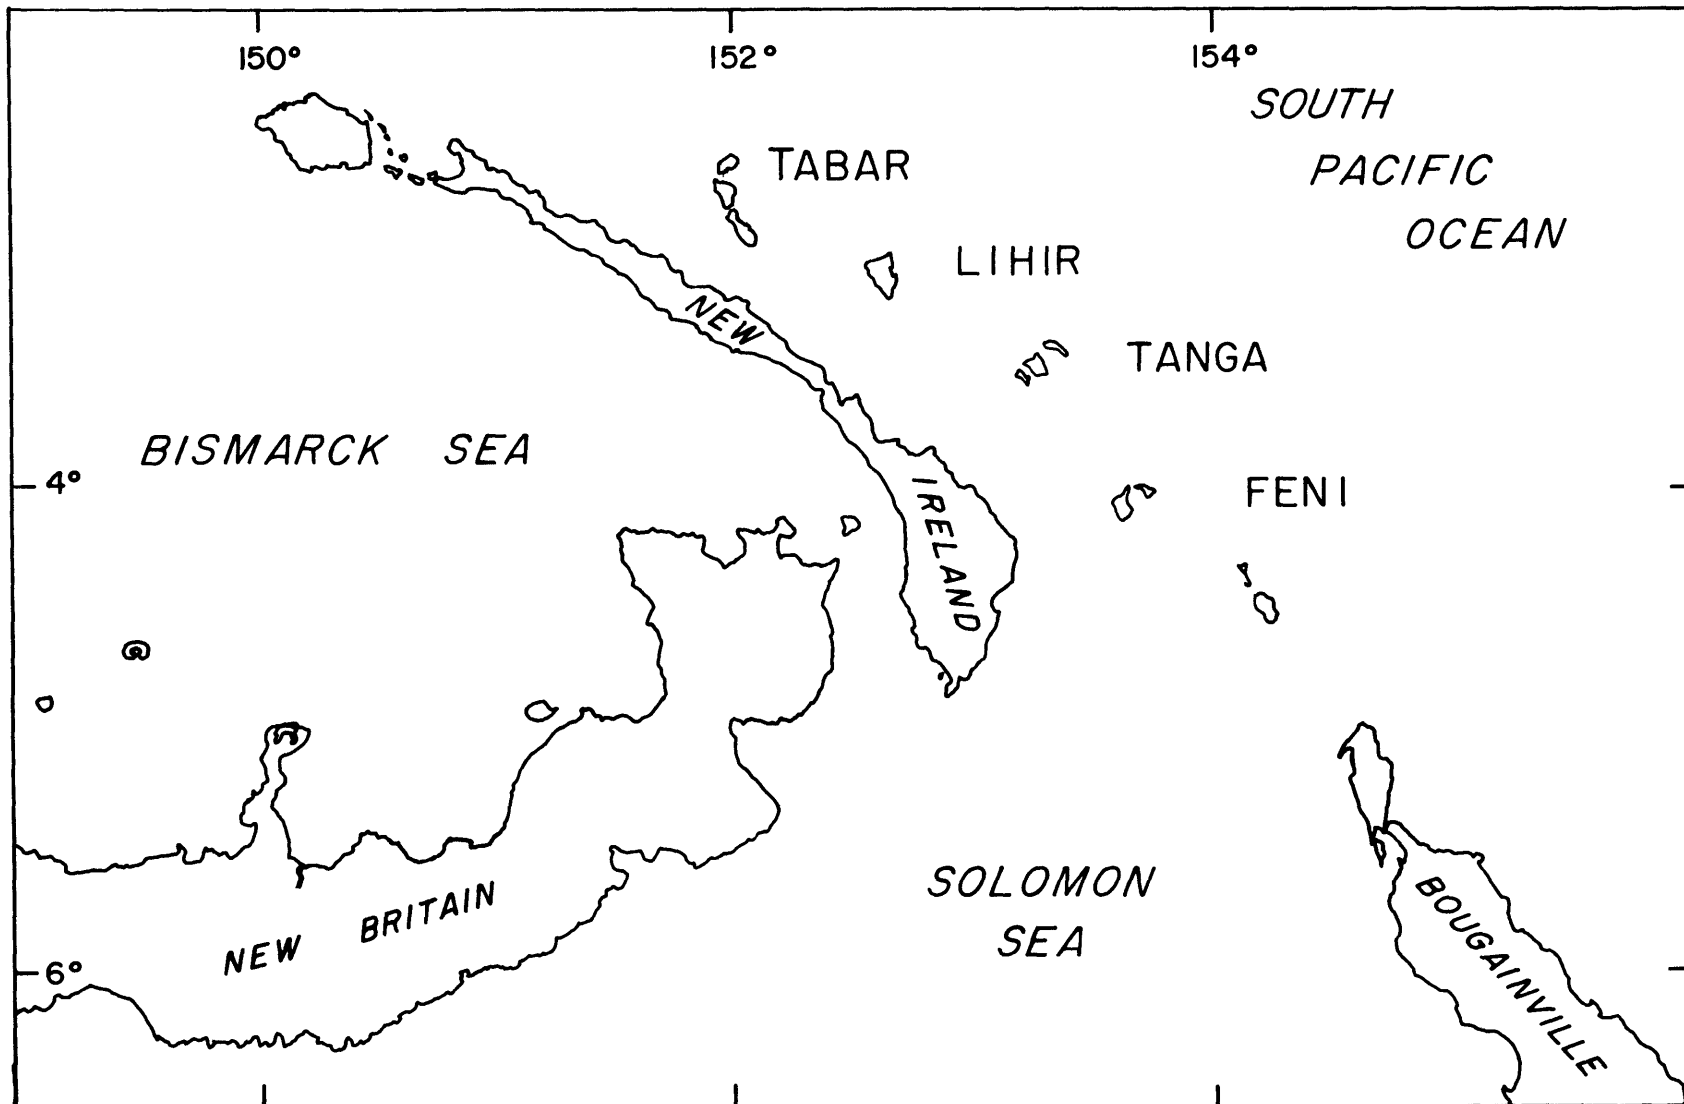 150° 152° 154°
SOUTH
PACIFIC
OCEAN
TABAR
LIHIR
NEW
IRELAND
TANGA
BISMARCK SEA
4°
FENI
SOLOMON
SEA
NEW BRITAIN
6°
BOUGAINVILLE